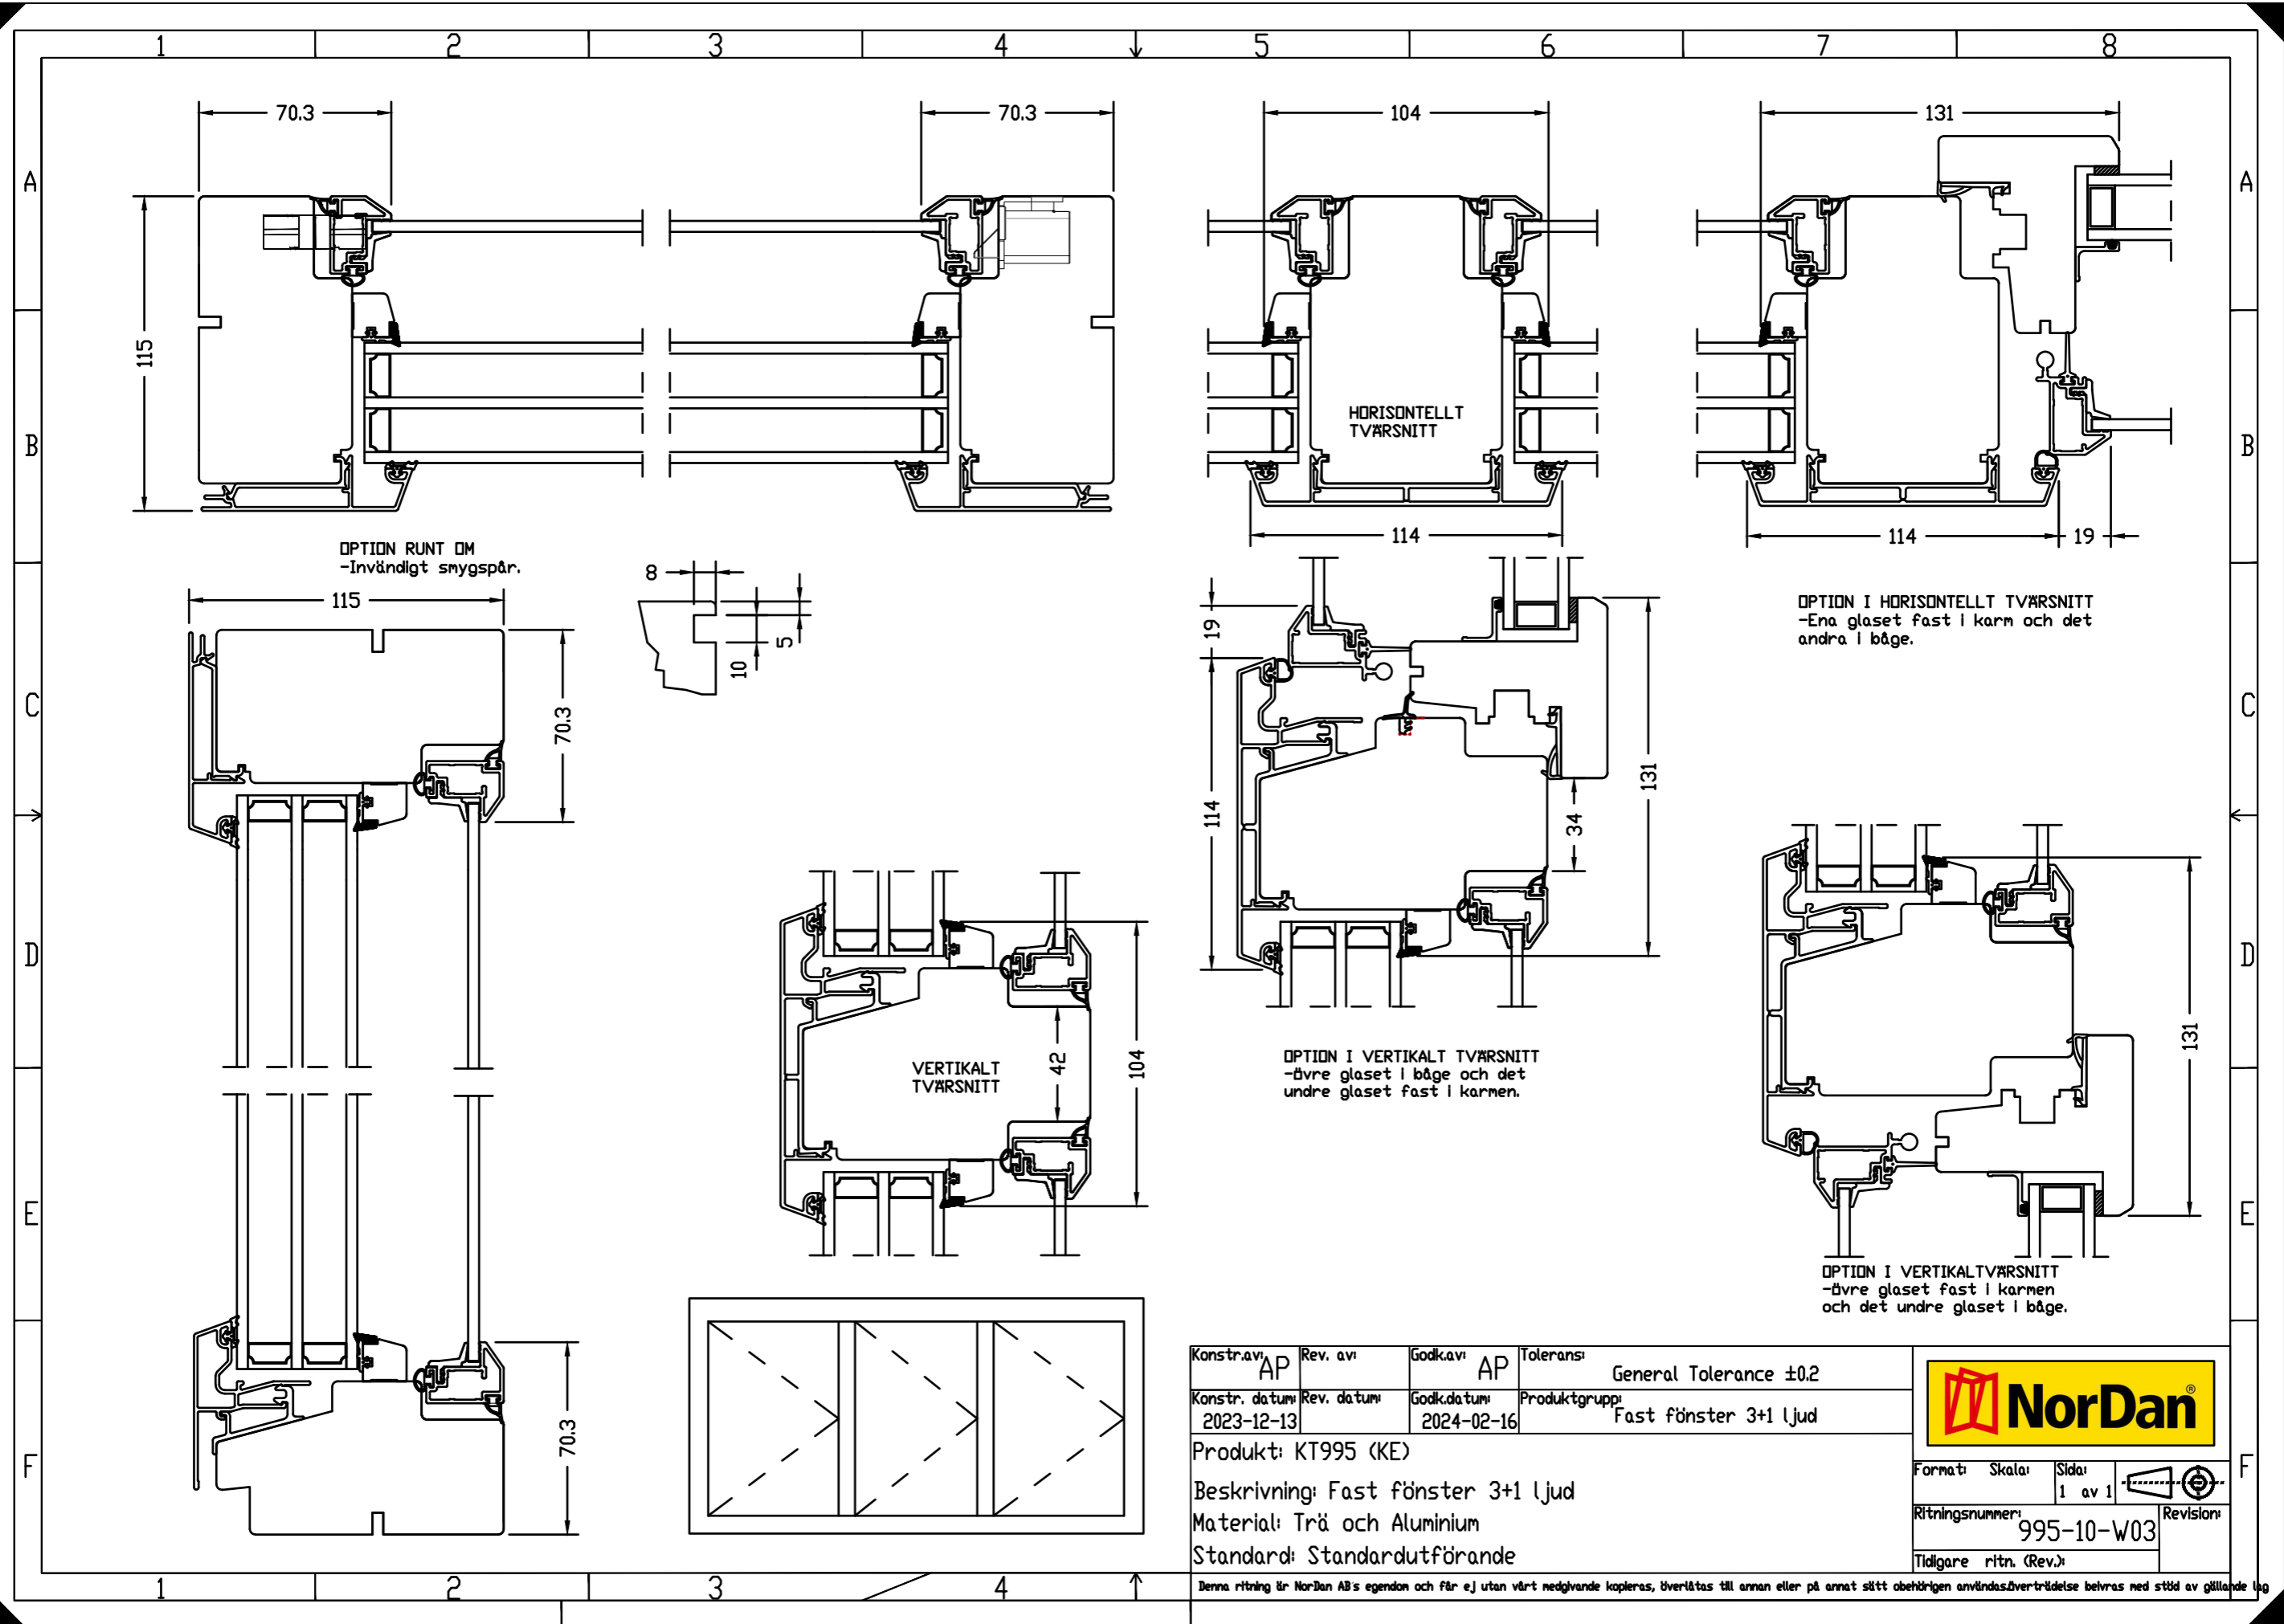 1 2 3 4 5 6 7 8
70.3 70.3 104 131
A A
115
HORISONTELLT
TVÄRSNITT
B B
114 114 19
OPTION RUNT OM
-Invändigt smygspår.
115
8
5
10
70.3
19
114
131
34
OPTION I HORISONTELLT TVÄRSNITT
-Ena glaset fast i karm och det
andra i båge.
C C
D D
VERTIKALT
TVÄRSNITT
42
104
OPTION I VERTIKALT TVÄRSNITT
-övre glaset i båge och det
undre glaset fast i karmen.
131
E E
OPTION I VERTIKALTVÄRSNITT
-övre glaset fast i karmen
och det undre glaset i båge.
70.3
F F
Konstr.av: AP Rev. av: Godk.av: AP Tolerans: General Tolerance ±0.2
Konstr. datum: 2023-12-13 Rev. datum: Godk.datum: 2024-02-16 Produktgrupp: Fast fönster 3+1 ljud
Produkt: KT995 (KE)
Beskrivning: Fast fönster 3+1 ljud
Material: Trä och Aluminium
Standard: Standardutförande
NorDan®
Format: Skala: Sida: 1 av 1
Ritningsnummer: 995-10-W03 Revision:
Tidigare ritn. (Rev.):
Denna ritning är NorDan AB's egendom och får ej utan vårt medgivande kopieras, överlåtas till annan eller på annat sätt obehörigen användas.Överträdelse beivras med stöd av gällande lag
1 2 3 4